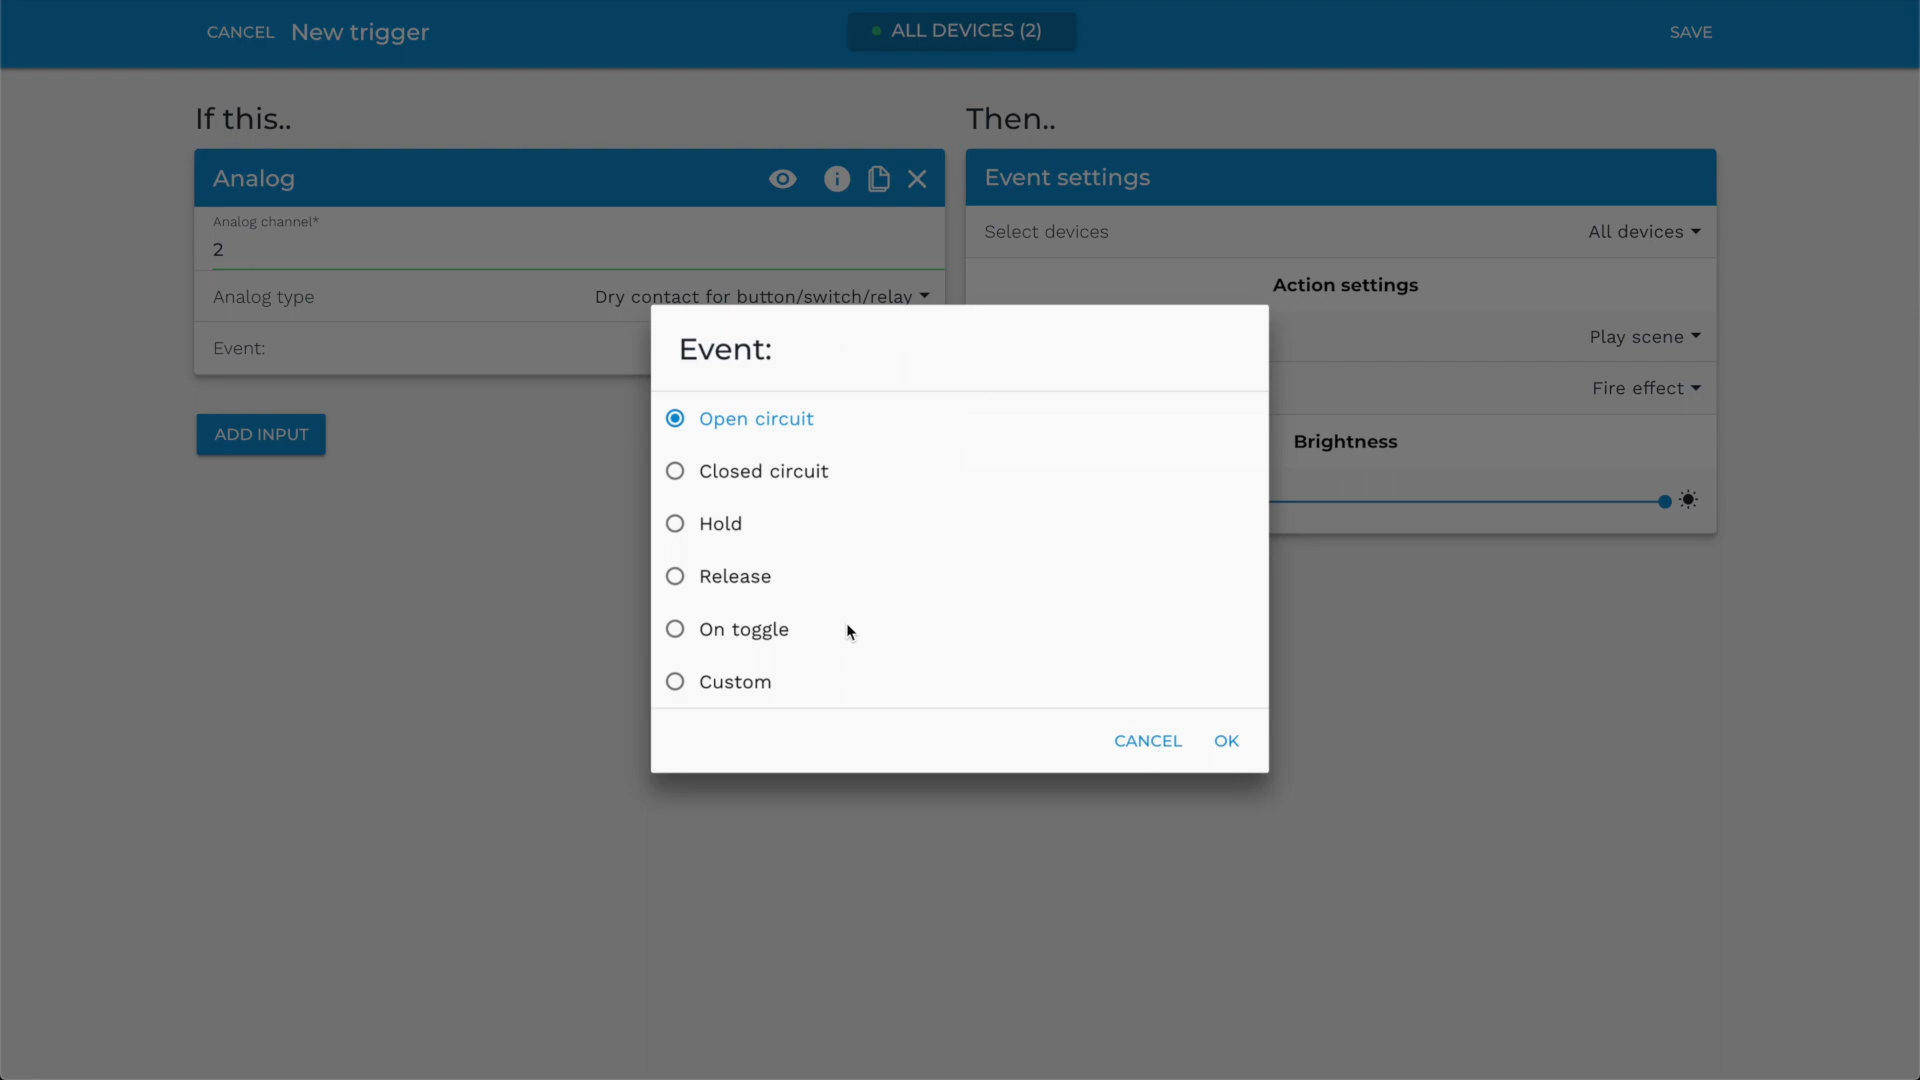 CANCEL New trigger
ALL DEVICES (2)
SAVE
If this..
Then..
Analog
Event settings
Analog channel*
2
Select devices
All devices
Analog type
Dry contact for button/switch/relay
Action settings
Event:
Play scene
Fire effect
Brightness
ADD INPUT
Event:
Open circuit
Closed circuit
Hold
Release
On toggle
Custom
CANCEL
OK